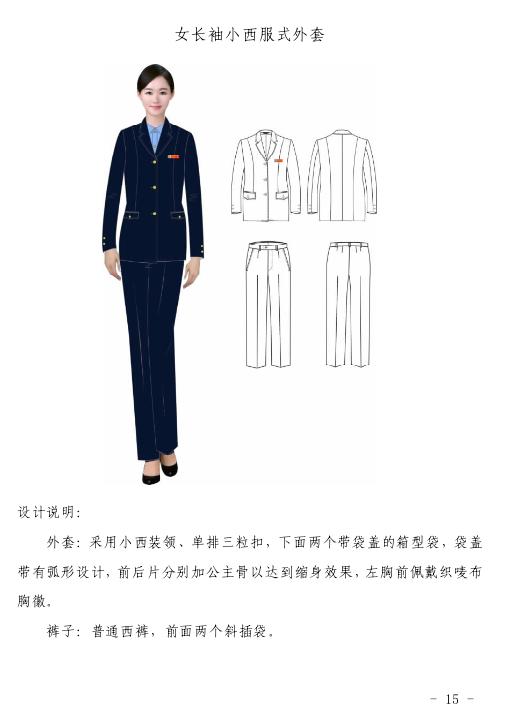 女长袖小西服式外套
设计说明：
外套：采用小西装领、单排三粒扣，下面两个带袋盖的箱型袋，袋盖
带有弧形设计，前后片分别加公主骨以达到缩身效果，左胸前佩戴织唛布
胸徽。
裤子：普通西裤，前面两个斜插袋。
- 15 -